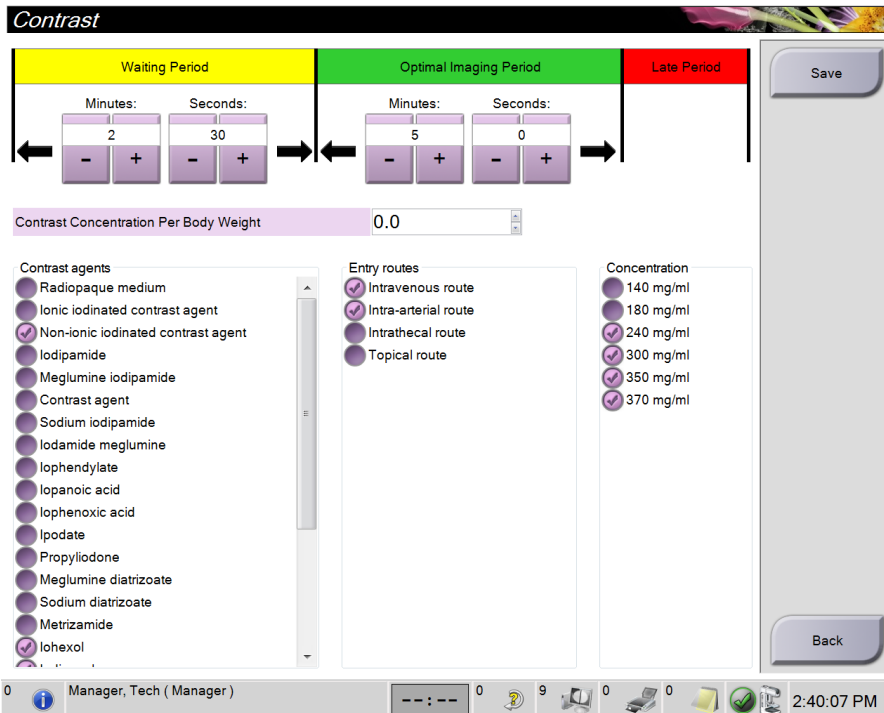 Contrast
Waiting Period
Optimal Imaging Period
Late Period
Save
Minutes: Seconds:
Minutes: Seconds:
2 30
5 0
- + - +
- + - +
Contrast Concentration Per Body Weight 0.0
Contrast agents
Radiopaque medium
Ionic iodinated contrast agent
Non-ionic iodinated contrast agent
Iodipamide
Meglumine iodipamide
Contrast agent
Sodium iodipamide
Iodamide meglumine
Iophendylate
Iopanoic acid
Iophenoxic acid
Ipodate
Propyliodone
Meglumine diatrizoate
Sodium diatrizoate
Metrizamide
Iohexol
Entry routes
Intravenous route
Intra-arterial route
Intrathecal route
Topical route
Concentration
140 mg/ml
180 mg/ml
240 mg/ml
300 mg/ml
350 mg/ml
370 mg/ml
Back
0 Manager, Tech ( Manager ) --:-- 0 9 0 0 2:40:07 PM